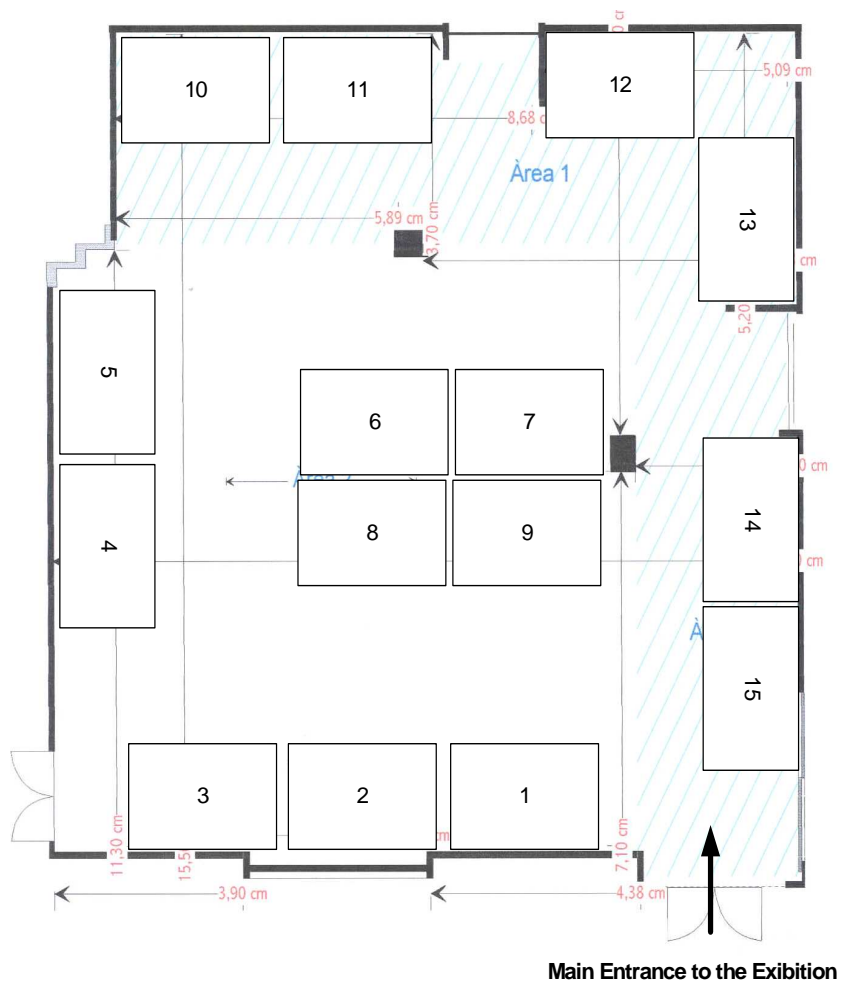 10
11
12
5,09 cm
8,68 c
Àrea 1
13
5,89 cm
3,70 cm
cm
5,20
5
6
7
14
0 cm
8
9
4
cm
15
3
2
1
cm
11,30 cm
15,5
7,10 cm
3,90 cm
4,38 cm
Main Entrance to the Exibition